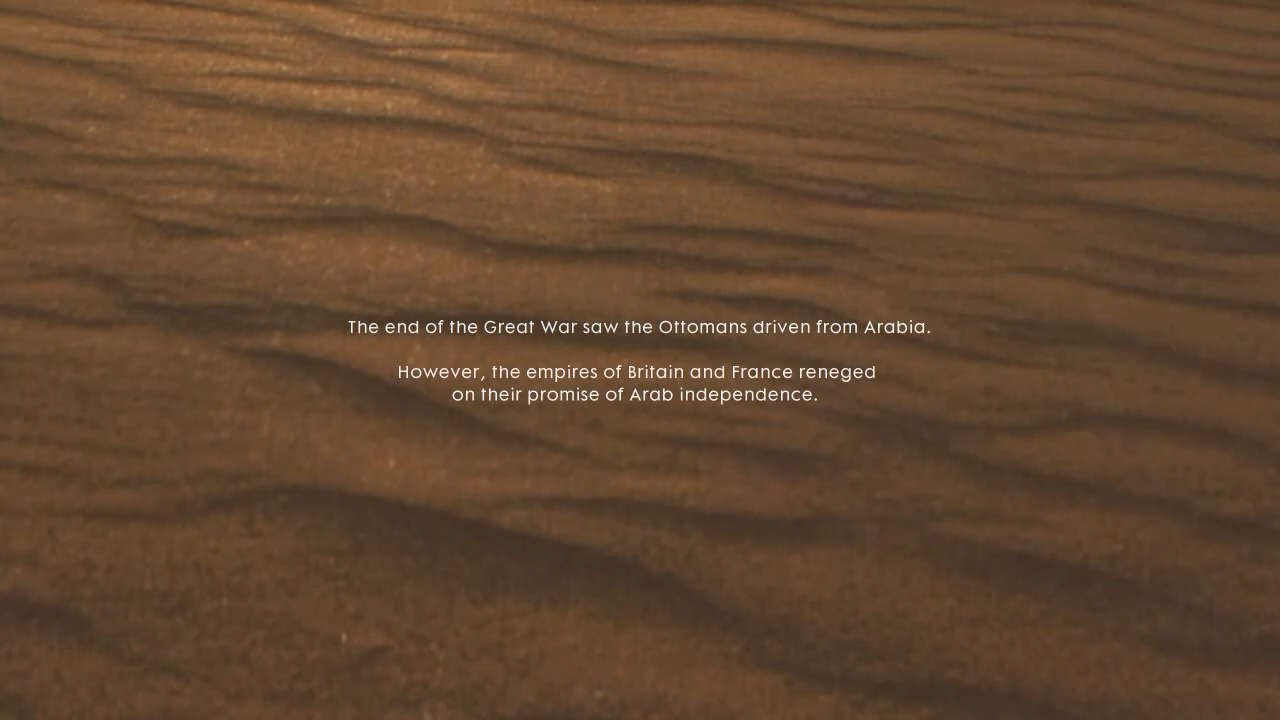 The end of the Great War saw the Ottomans driven from Arabia.
However, the empires of Britain and France reneged
on their promise of Arab independence.